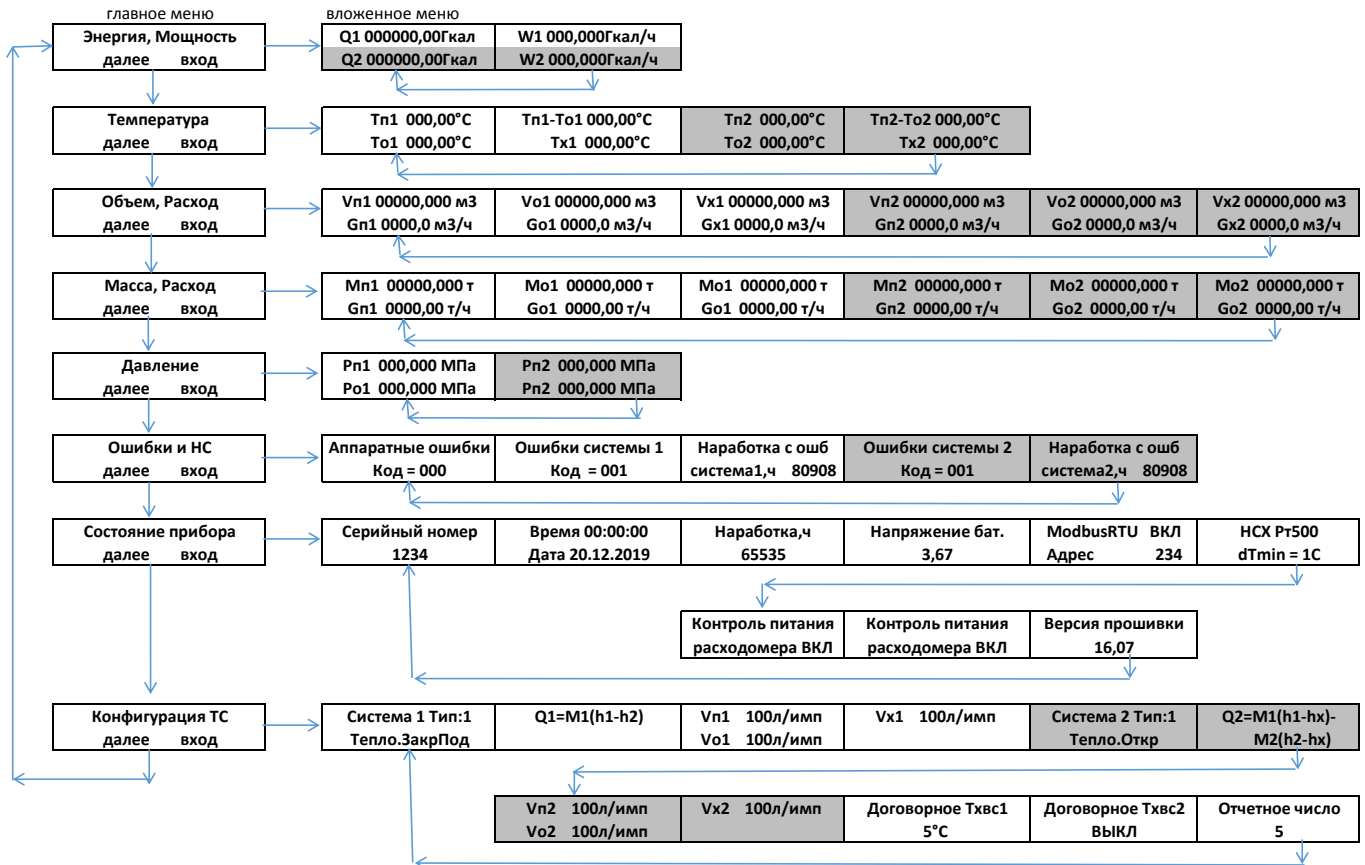 главное меню вложенное меню
Энергия, Мощность Q1 000000,00Гкал W1 000,000Гкал/ч
далее вход Q2 000000,00Гкал W2 000,000Гкал/ч
Температура Тп1 000,00°С Тп1-То1 000,00°С Тп2 000,00°С Тп2-То2 000,00°С
далее вход То1 000,00°С Тх1 000,00°С То2 000,00°С Тх2 000,00°С
Объем, Расход Vп1 00000,000 м3 Vо1 00000,000 м3 Vх1 00000,000 м3 Vп2 00000,000 м3 Vо2 00000,000 м3 Vх2 00000,000 м3
далее вход Gп1 0000,0 м3/ч Gо1 0000,0 м3/ч Gх1 0000,0 м3/ч Gп2 0000,0 м3/ч Gо2 0000,0 м3/ч Gх2 0000,0 м3/ч
Масса, Расход Мп1 00000,000 т Мо1 00000,000 т Мо1 00000,000 т Мп2 00000,000 т Мо2 00000,000 т Мо2 00000,000 т
далее вход Gп1 0000,00 т/ч Gо1 0000,00 т/ч Gо1 0000,00 т/ч Gп2 0000,00 т/ч Gо2 0000,00 т/ч Gо2 0000,00 т/ч
Давление Рп1 000,000 МПа Рп2 000,000 МПа
далее вход Ро1 000,000 МПа Рп2 000,000 МПа
Ошибки и НС Аппаратные ошибки Ошибки системы 1 Наработка с ошб Ошибки системы 2 Наработка с ошб
далее вход Код = 000 Код = 001 система1,ч 80908 Код = 001 система2,ч 80908
Состояние прибора Серийный номер Время 00:00:00 Наработка,ч Напряжение бат. ModbusRTU ВКЛ НСХ Рт500
далее вход 1234 Дата 20.12.2019 65535 3,67 Адрес 234 dTmin = 1С
Контроль питания Контроль питания Версия прошивки
расходомера ВКЛ расходомера ВКЛ 16,07
Конфигурация ТС Система 1 Тип:1 Q1=M1(h1-h2) Vп1 100л/имп Vх1 100л/имп Система 2 Тип:1 Q2=M1(h1-hx)-
далее вход Тепло.ЗакрПод Vо1 100л/имп Тепло.Откр M2(h2-hx)
Vп2 100л/имп Vх2 100л/имп Договорное Тхвс1 Договорное Тхвс2 Отчетное число
Vо2 100л/имп 5°С ВЫКЛ 5